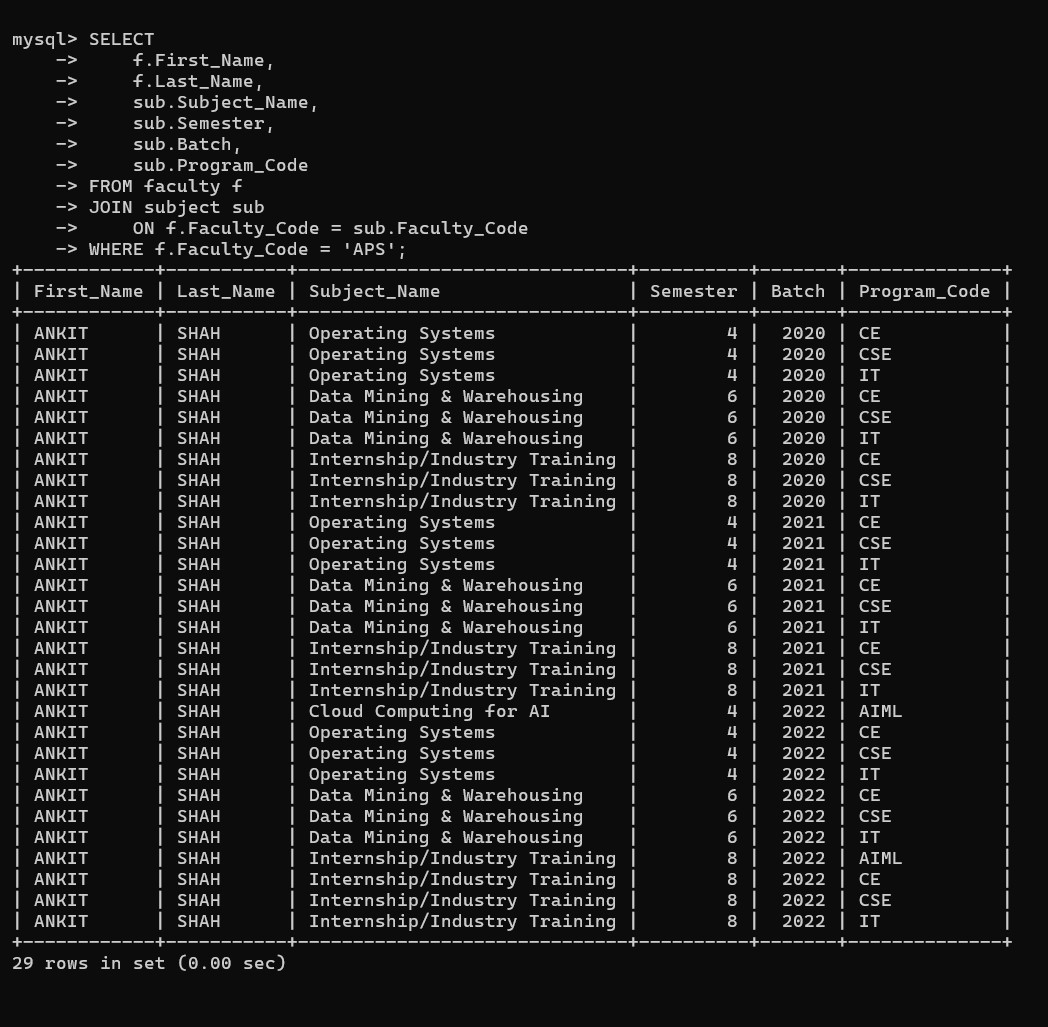 mysql> SELECT
    ->     f.First_Name,
    ->     f.Last_Name,
    ->     sub.Subject_Name,
    ->     sub.Semester,
    ->     sub.Batch,
    ->     sub.Program_Code
    -> FROM faculty f
    -> JOIN subject sub
    ->     ON f.Faculty_Code = sub.Faculty_Code
    -> WHERE f.Faculty_Code = 'APS';
+------------+-----------+------------------------------+----------+-------+--------------+
| First_Name | Last_Name | Subject_Name                 | Semester | Batch | Program_Code |
+------------+-----------+------------------------------+----------+-------+--------------+
| ANKIT      | SHAH      | Operating Systems            |        4 |  2020 | CE           |
| ANKIT      | SHAH      | Operating Systems            |        4 |  2020 | CSE          |
| ANKIT      | SHAH      | Operating Systems            |        4 |  2020 | IT           |
| ANKIT      | SHAH      | Data Mining & Warehousing    |        6 |  2020 | CE           |
| ANKIT      | SHAH      | Data Mining & Warehousing    |        6 |  2020 | CSE          |
| ANKIT      | SHAH      | Data Mining & Warehousing    |        6 |  2020 | IT           |
| ANKIT      | SHAH      | Internship/Industry Training |        8 |  2020 | CE           |
| ANKIT      | SHAH      | Internship/Industry Training |        8 |  2020 | CSE          |
| ANKIT      | SHAH      | Internship/Industry Training |        8 |  2020 | IT           |
| ANKIT      | SHAH      | Operating Systems            |        4 |  2021 | CE           |
| ANKIT      | SHAH      | Operating Systems            |        4 |  2021 | CSE          |
| ANKIT      | SHAH      | Operating Systems            |        4 |  2021 | IT           |
| ANKIT      | SHAH      | Data Mining & Warehousing    |        6 |  2021 | CE           |
| ANKIT      | SHAH      | Data Mining & Warehousing    |        6 |  2021 | CSE          |
| ANKIT      | SHAH      | Data Mining & Warehousing    |        6 |  2021 | IT           |
| ANKIT      | SHAH      | Internship/Industry Training |        8 |  2021 | CE           |
| ANKIT      | SHAH      | Internship/Industry Training |        8 |  2021 | CSE          |
| ANKIT      | SHAH      | Internship/Industry Training |        8 |  2021 | IT           |
| ANKIT      | SHAH      | Cloud Computing for AI       |        4 |  2022 | AIML         |
| ANKIT      | SHAH      | Operating Systems            |        4 |  2022 | CE           |
| ANKIT      | SHAH      | Operating Systems            |        4 |  2022 | CSE          |
| ANKIT      | SHAH      | Operating Systems            |        4 |  2022 | IT           |
| ANKIT      | SHAH      | Data Mining & Warehousing    |        6 |  2022 | CE           |
| ANKIT      | SHAH      | Data Mining & Warehousing    |        6 |  2022 | CSE          |
| ANKIT      | SHAH      | Data Mining & Warehousing    |        6 |  2022 | IT           |
| ANKIT      | SHAH      | Internship/Industry Training |        8 |  2022 | AIML         |
| ANKIT      | SHAH      | Internship/Industry Training |        8 |  2022 | CE           |
| ANKIT      | SHAH      | Internship/Industry Training |        8 |  2022 | CSE          |
| ANKIT      | SHAH      | Internship/Industry Training |        8 |  2022 | IT           |
+------------+-----------+------------------------------+----------+-------+--------------+
29 rows in set (0.00 sec)